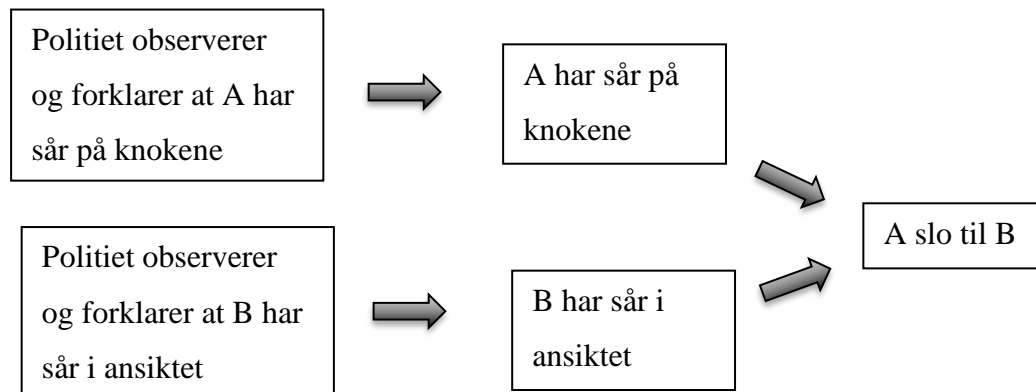 Politiet observerer
og forklarer at A har
sår på knokene
A har sår på
knokene
Politiet observerer
og forklarer at B har
sår i ansiktet
B har sår i
ansiktet
A slo til B